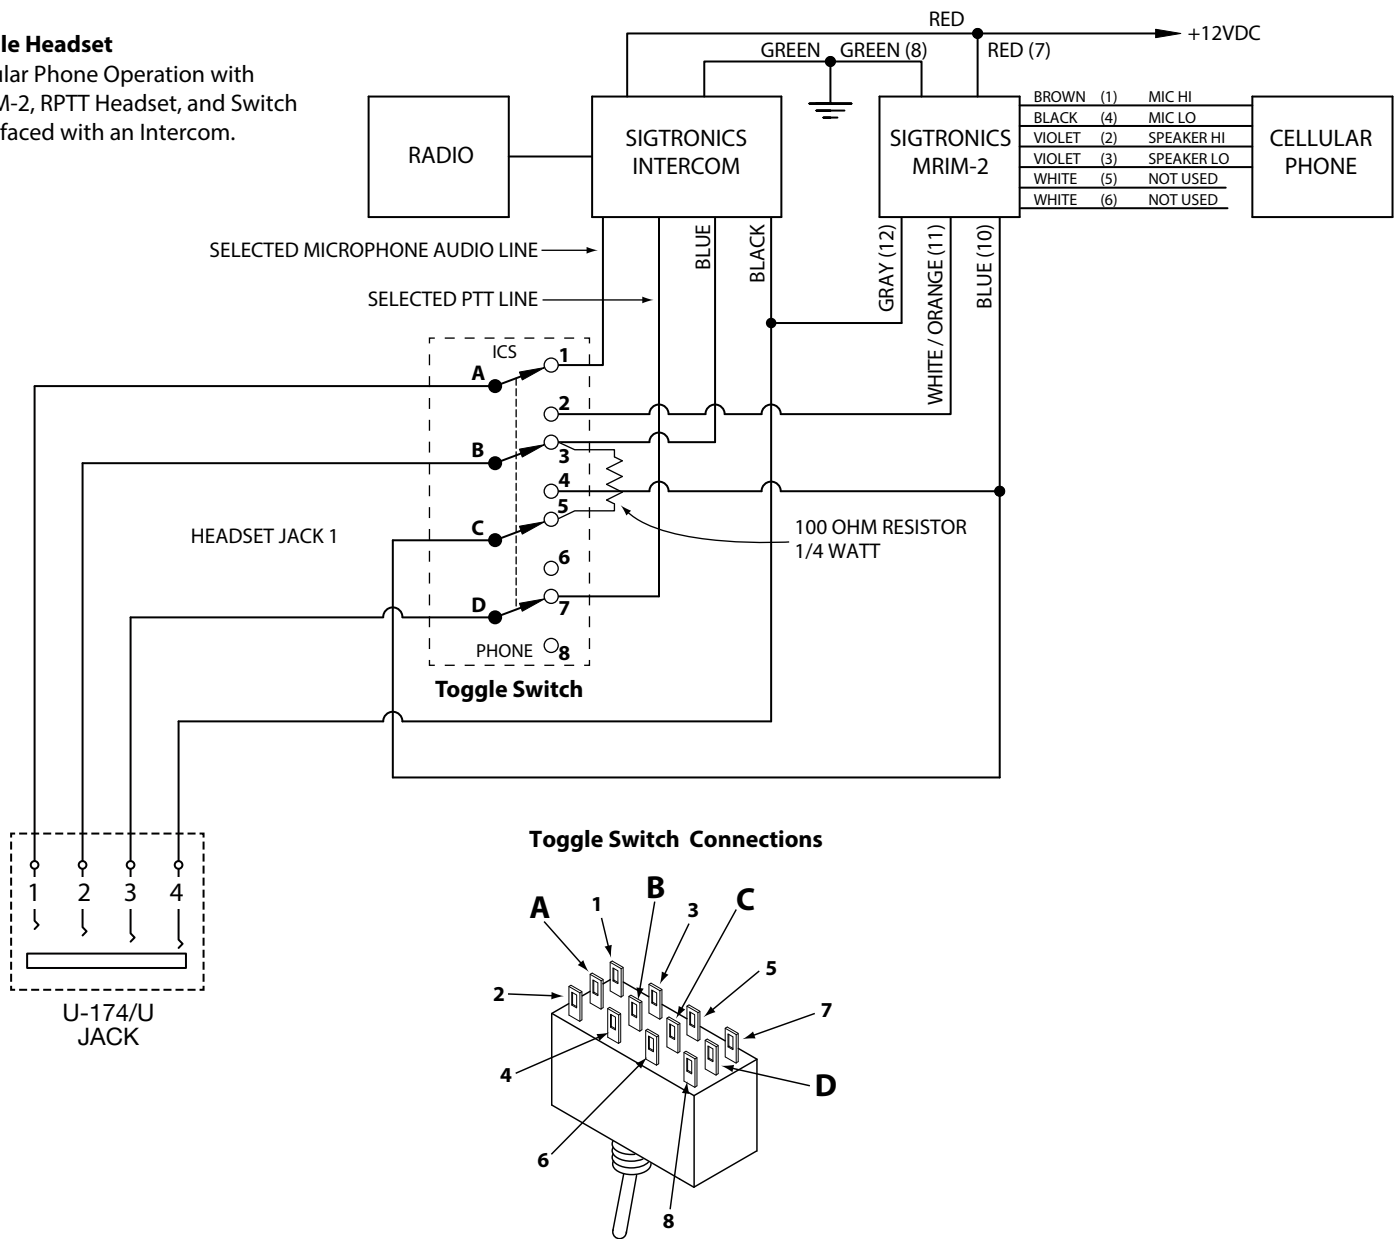 le Headset
ular Phone Operation with
M-2, RPTT Headset, and Switch
faced with an Intercom.
RED
+12VDC
GREEN
GREEN (8)
RED (7)
RADIO
SIGTRONICS
INTERCOM
SIGTRONICS
MRIM-2
BROWN (1) MIC HI
BLACK (4) MIC LO
VIOLET (2) SPEAKER HI
VIOLET (3) SPEAKER LO
WHITE (5) NOT USED
WHITE (6) NOT USED
CELLULAR
PHONE
SELECTED MICROPHONE AUDIO LINE
SELECTED PTT LINE
BLUE
BLACK
GRAY (12)
WHITE / ORANGE (11)
BLUE (10)
ICS
A
1
2
B
3
4
C
5
6
D
7
PHONE
8
HEADSET JACK 1
100 OHM RESISTOR
1/4 WATT
Toggle Switch
1 2 3 4
U-174/U
JACK
Toggle Switch Connections
A
1
B
3
C
5
7
2
4
D
6
8